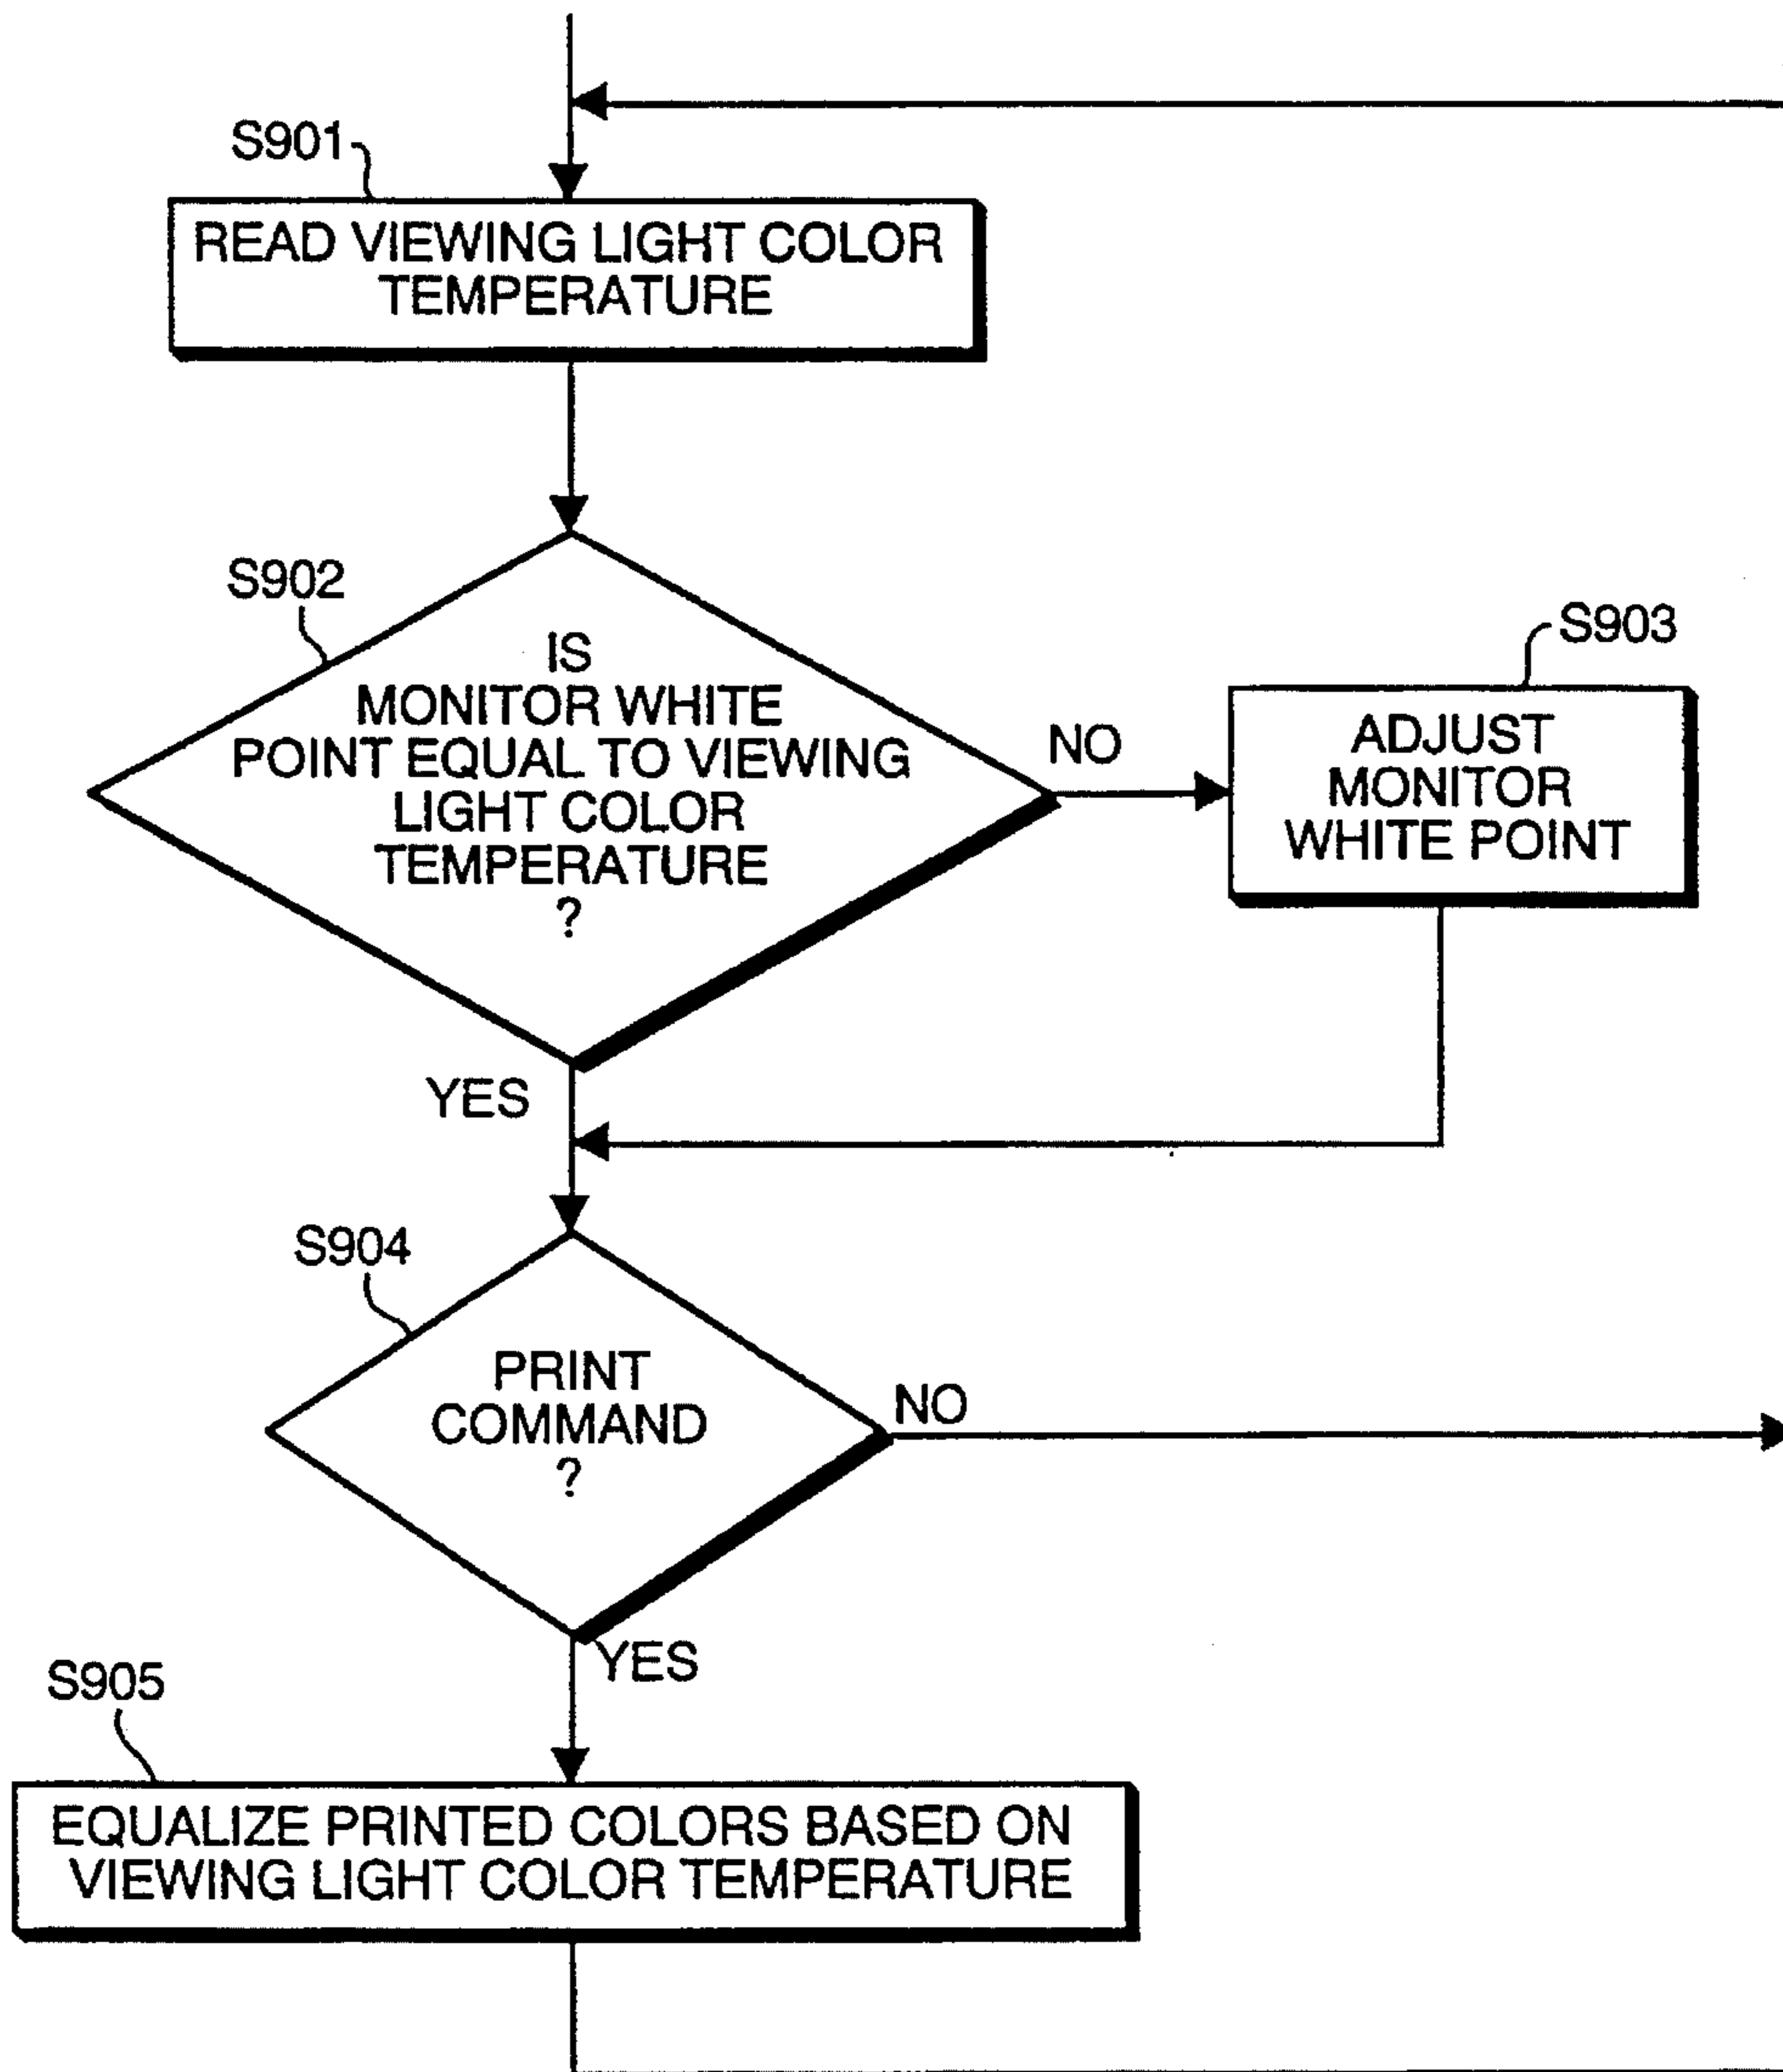 S901
READ VIEWING LIGHT COLOR
TEMPERATURE
S902
IS
MONITOR WHITE
POINT EQUAL TO VIEWING
LIGHT COLOR
TEMPERATURE
?
NO
S903
ADJUST
MONITOR
WHITE POINT
YES
S904
PRINT
COMMAND
?
NO
YES
S905
EQUALIZE PRINTED COLORS BASED ON
VIEWING LIGHT COLOR TEMPERATURE